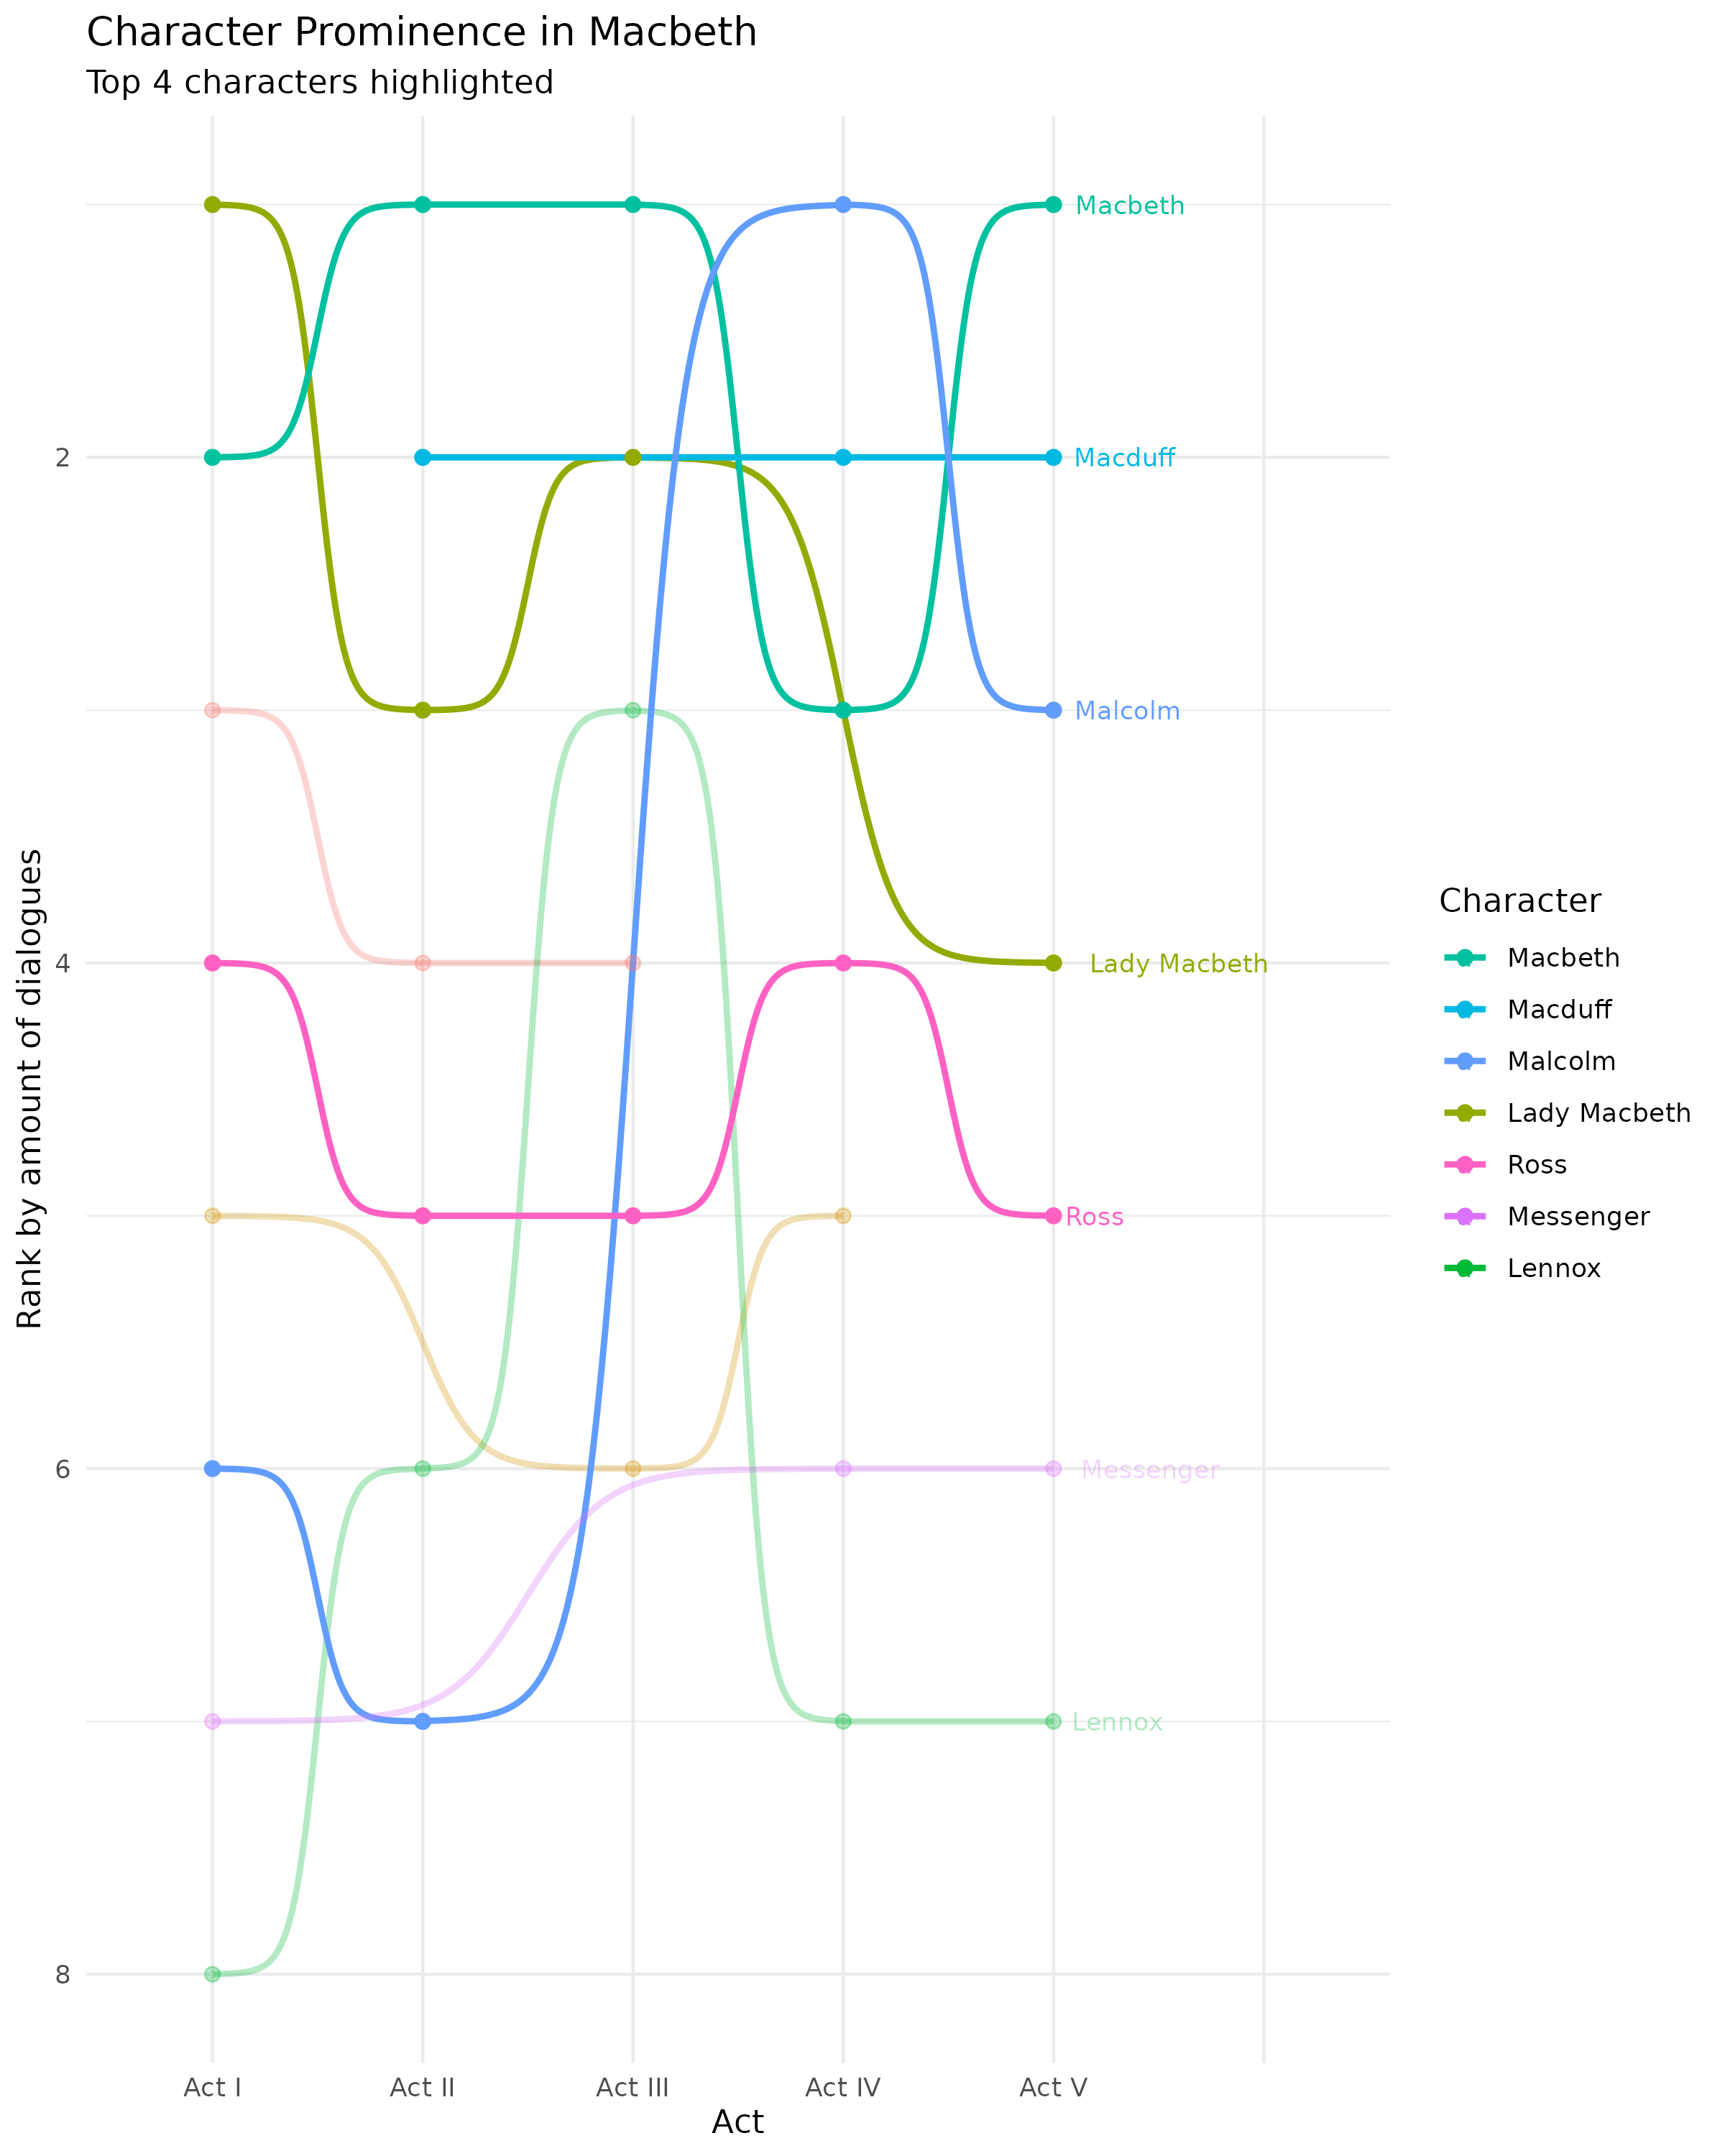 Character Prominence in Macbeth
Top 4 characters highlighted
Rank by amount of dialogues
2
4
6
8
Macbeth
Macduff
Malcolm
Lady Macbeth
Ross
Messenger
Lennox
Act I
Act II
Act III
Act IV
Act V
Act
Character
Macbeth
Macduff
Malcolm
Lady Macbeth
Ross
Messenger
Lennox